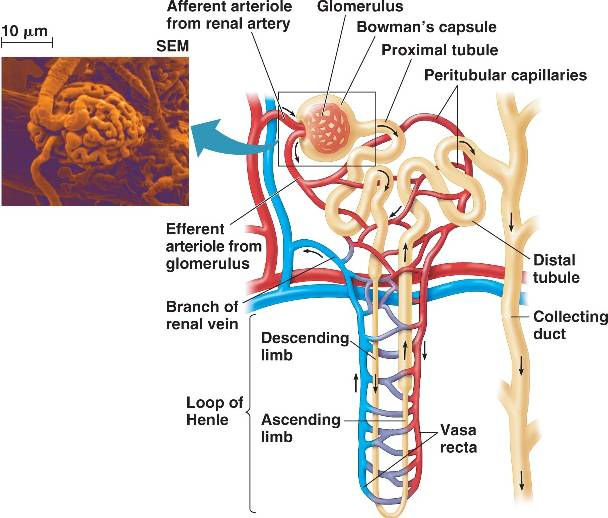 Afferent arteriole
from renal artery
Glomerulus
Bowman's capsule
Proximal tubule
Peritubular capillaries
10 μm
SEM
Efferent
arteriole from
glomerulus
Distal
tubule
Branch of
renal vein
Collecting
duct
Descending
limb
Loop of
Henle
Ascending
limb
Vasa
recta